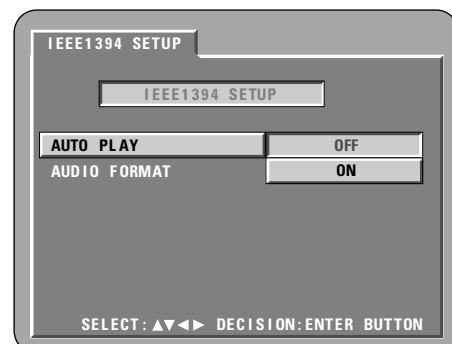 IEEE1394 SETUP
IEEE1394 SETUP
AUTO PLAY OFF
AUDIO FORMAT ON
SELECT:▲▼◀▶ DECISION:ENTER BUTTON